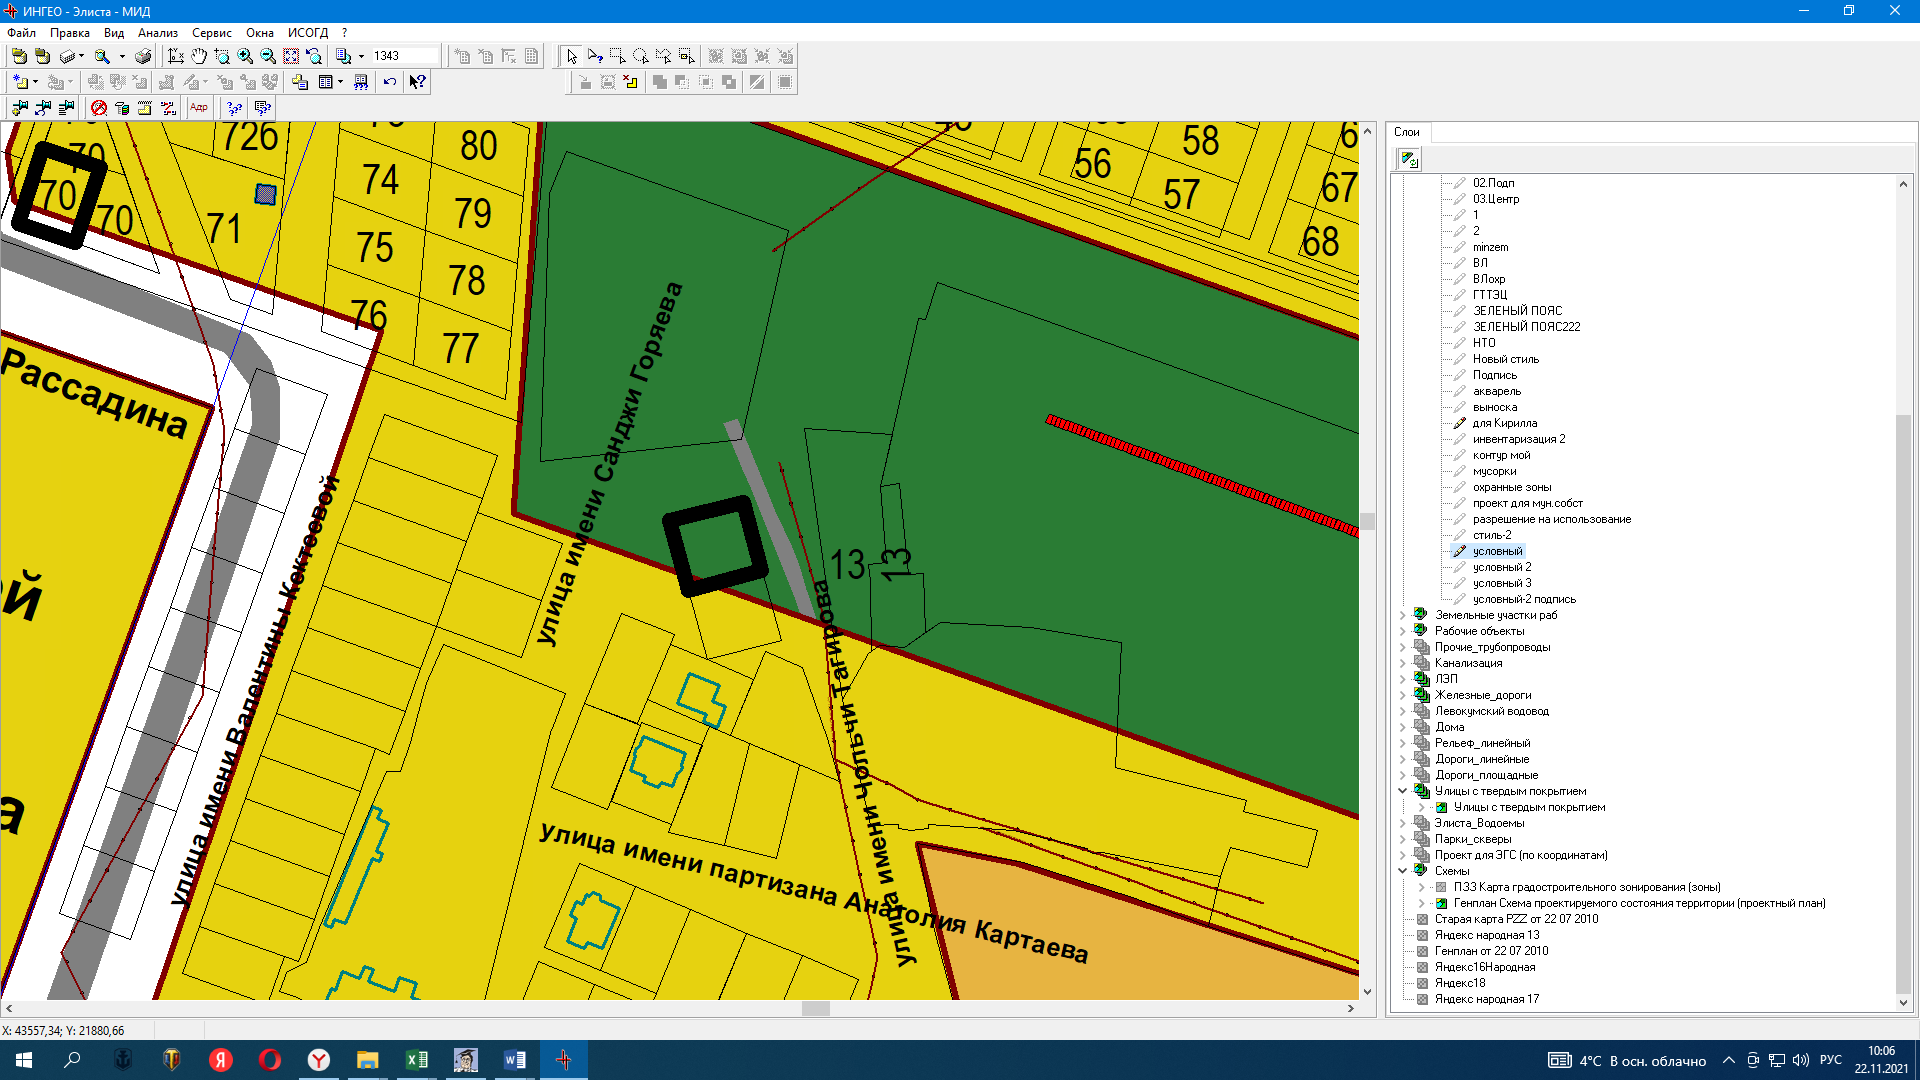 ИНГЕО - Элиста - МИД
Файл Правка Вид Анализ Сервис Окна ИСОГД ?
1343
Адр
726
80
74
79
75
78
76
77
70
70
70
71
56
58
57
67
68
13
13
Рассадина
улица имени Валентины Кектеевой
улица имени Санджи Горяева
улица имени Чопычи Тагирова
улица имени партизана Анатолия Картаева
Слои
02.Подп
03.Центр
1
2
minzem
ВЛ
ВЛохр
ГТТЭЦ
ЗЕЛЕНЫЙ ПОЯС
ЗЕЛЕНЫЙ ПОЯС222
НТО
Новый стиль
Подпись
акварель
выноска
для Кирилла
инвентаризация 2
контур мой
мусорки
охранные зоны
проект для мун.собст
разрешение на использование
стиль-2
условный
условный 2
условный 3
условный-2 подпись
Земельные участки раб
Рабочие объекты
Прочие_трубопроводы
Канализация
ЛЭП
Железные_дороги
Левокумский водовод
Дома
Рельеф_линейный
Дороги_линейные
Дороги_площадные
Улицы с твердым покрытием
Улицы с твердым покрытием
Элиста_Водоемы
Парки_скверы
Проект для ЭГС (по координатам)
Схемы
ПЗЗ Карта градостроительного зонирования (зоны)
Генплан Схема проектируемого состояния территории (проектный план)
Старая карта PZZ от 22 07 2010
Яндекс народная 13
Генплан от 22 07 2010
Яндекс16Народная
Яндекс18
Яндекс народная 17
X: 43557,34; Y: 21880,66
4°C В осн. облачно
РУС
10:06
22.11.2021